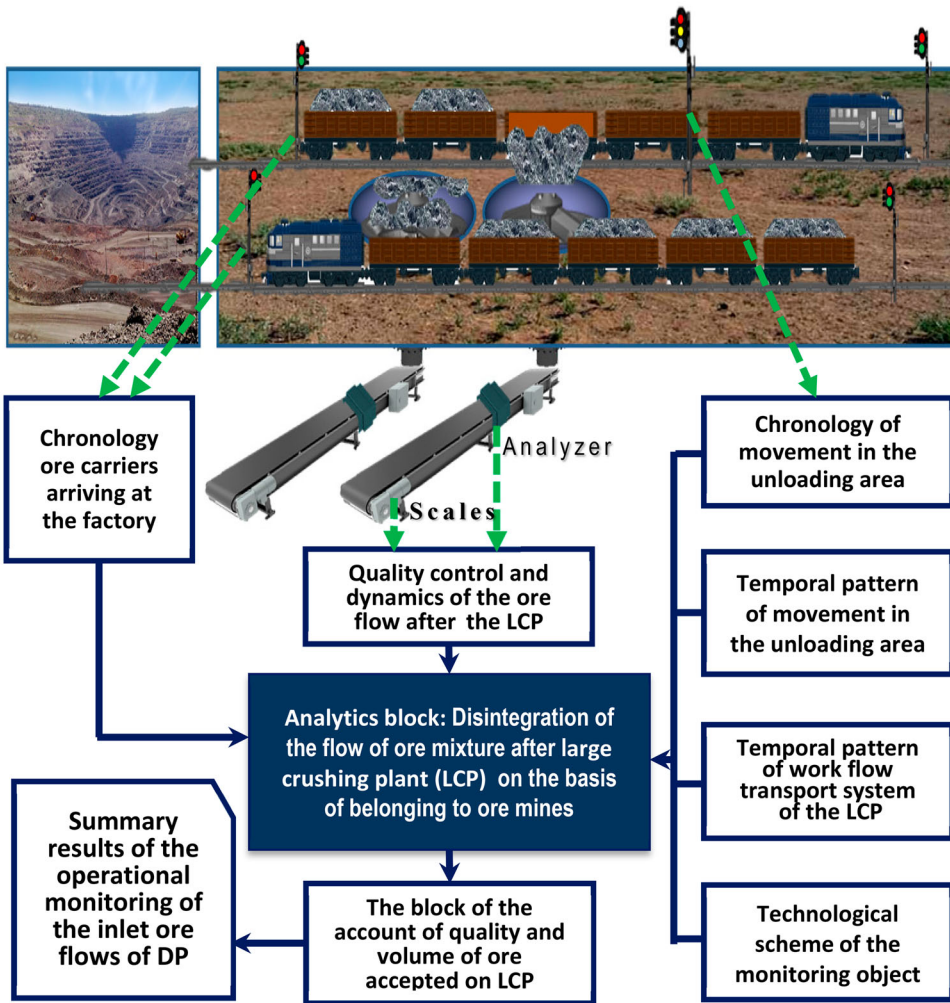 Analyzer
Scales
Chronology
ore carriers
arriving at
the factory
Quality control and
dynamics of the ore
flow after the LCP
Chronology of
movement in the
unloading area
Temporal pattern
of movement in
the unloading area
Analytics block: Disintegration of
the flow of ore mixture after large
crushing plant (LCP) on the basis
of belonging to ore mines
Temporal pattern
of work flow
transport system
of the LCP
Summary
results of the
operational
monitoring of
the inlet ore
flows of DP
The block of the
account of quality and
volume of ore
accepted on LCP
Technological
scheme of the
monitoring object